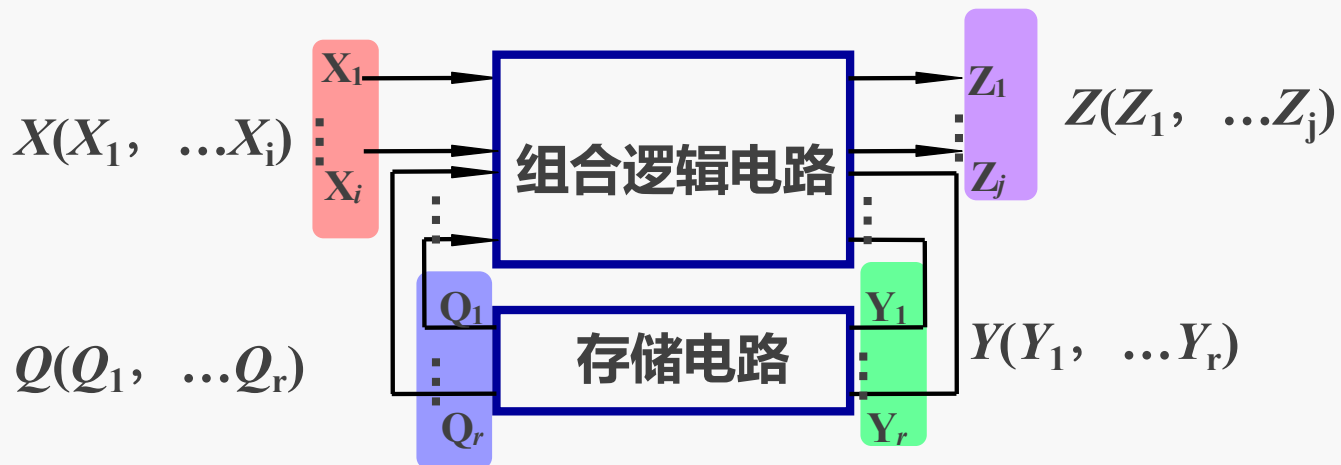 X(X1, …Xi)
X1
Xi
组合逻辑电路
Z1
Zj
Z(Z1, …Zj)
Q(Q1, …Qr)
Q1
Qr
存储电路
Y1
Yr
Y(Y1, …Yr)